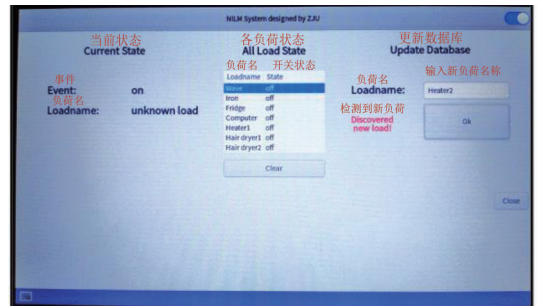 NILM System designed by ZJU
当前状态
Current State
事件
Event: on
负荷名
Loadname: unknown load
各负荷状态
All Load State
负荷名 开关状态
Loadname State
Wave off
Iron off
Fridge off
Computer off
Heater1 off
Hair dryer1 off
Hair dryer2 off
Clear
更新数据库
Update Database
负荷名 输入新负荷名称
Loadname: Heater2
检测到新负荷
Discovered
new load!
Ok
Close